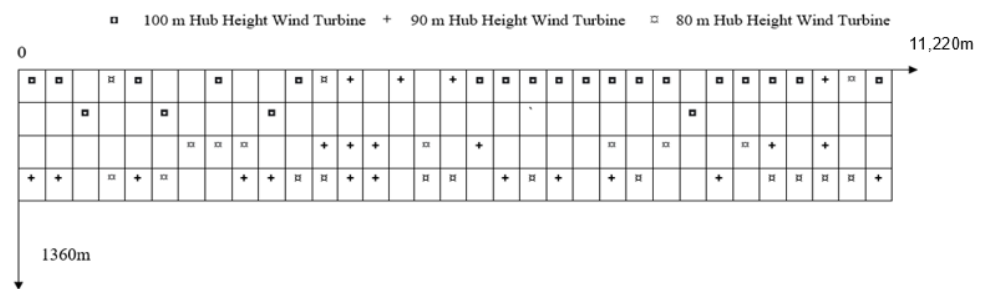 100 m Hub Height Wind Turbine 90 m Hub Height Wind Turbine 80 m Hub Height Wind Turbine
0
11,220m
1360m